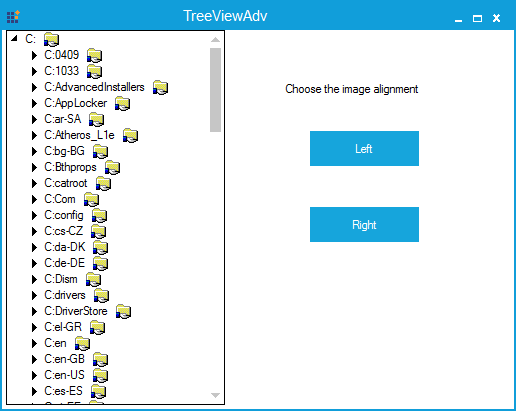 TreeViewAdv
C:
C:0409
C:1033
C:AdvancedInstallers
C:AppLocker
C:ar-SA
C:Atheros_L1e
C:bg-BG
C:Bthprops
C:catroot
C:Com
C:config
C:cs-CZ
C:da-DK
C:de-DE
C:Dism
C:drivers
C:DriverStore
C:el-GR
C:en
C:en-GB
C:en-US
C:es-ES
Choose the image alignment
Left
Right